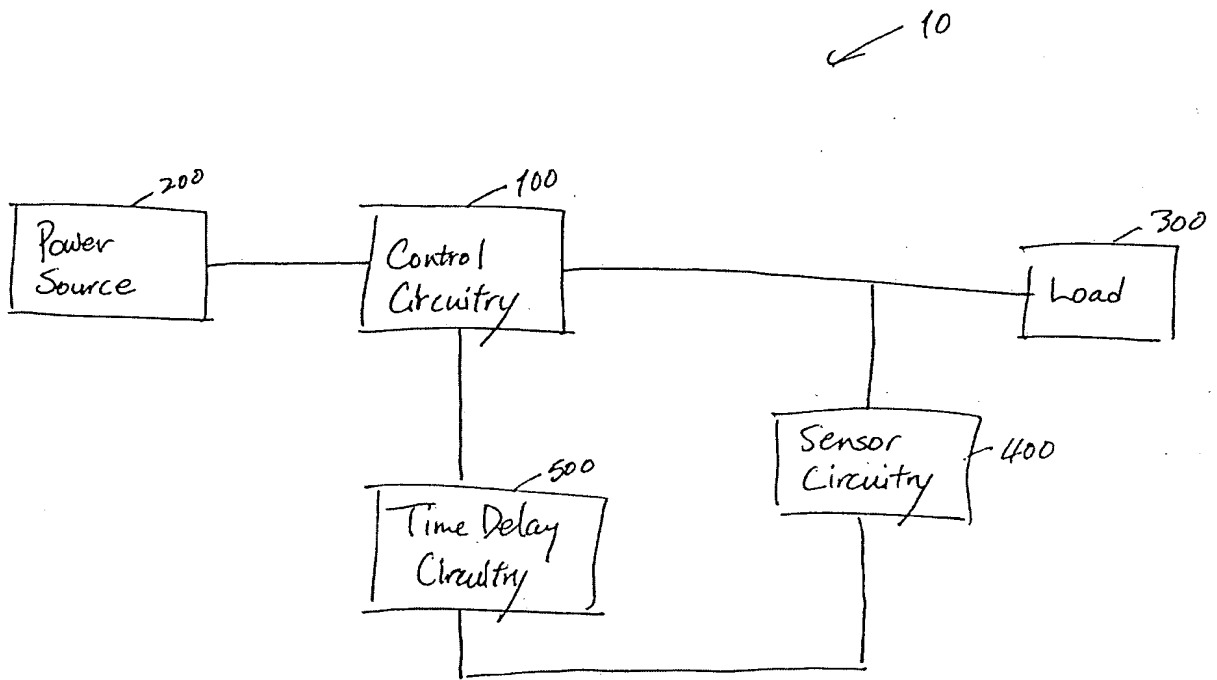 10
200
Power
Source
100
Control
Circuitry
300
Load
400
Sensor
Circuitry
500
Time Delay
Circuitry